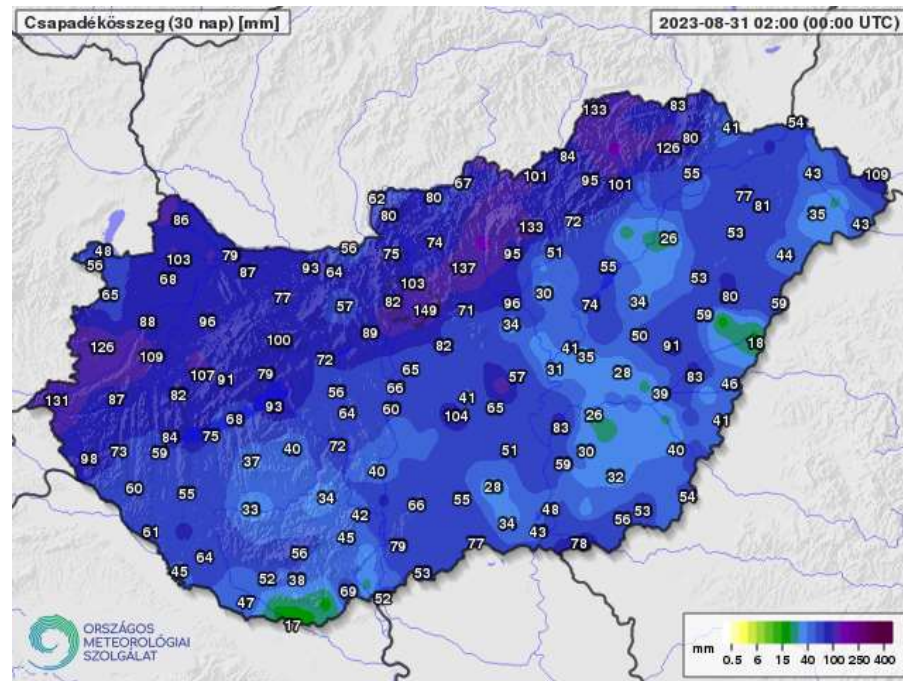 Csapadékösszeg (30 nap) [mm] 2023-08-31 02:00 (00:00 UTC)
133 83
54
41
80
126
84
101 95 101 55 43 109
67
62 80
77
81
80 86 35
133 72 43
53
26
48 79 56 75 74 95 51 44
56 103 93 64 137 55
68 87 53
65 77 57 82 103 30 80
149 71 96 74 34 59 59
88 96 34
89 50
126 100 82 91 18
109 72 41 35
107 91 79 65 57 31 28 83 46
131 87 82 56 66 41 39
93 64 60 104 65 26 41
68 83
84 75
98 73 59 37 40 72 51 30 40
40 59
32
60 55 34 55 28 54
33 66 48 53
42 34 56
61 45 43
64 56 79 77 78
45 52 38 53
47 69 52
17
ORSZÁGOS
METEOROLÓGIAI
SZOLGÁLAT
mm
0.5 6 15 40 100 250 400